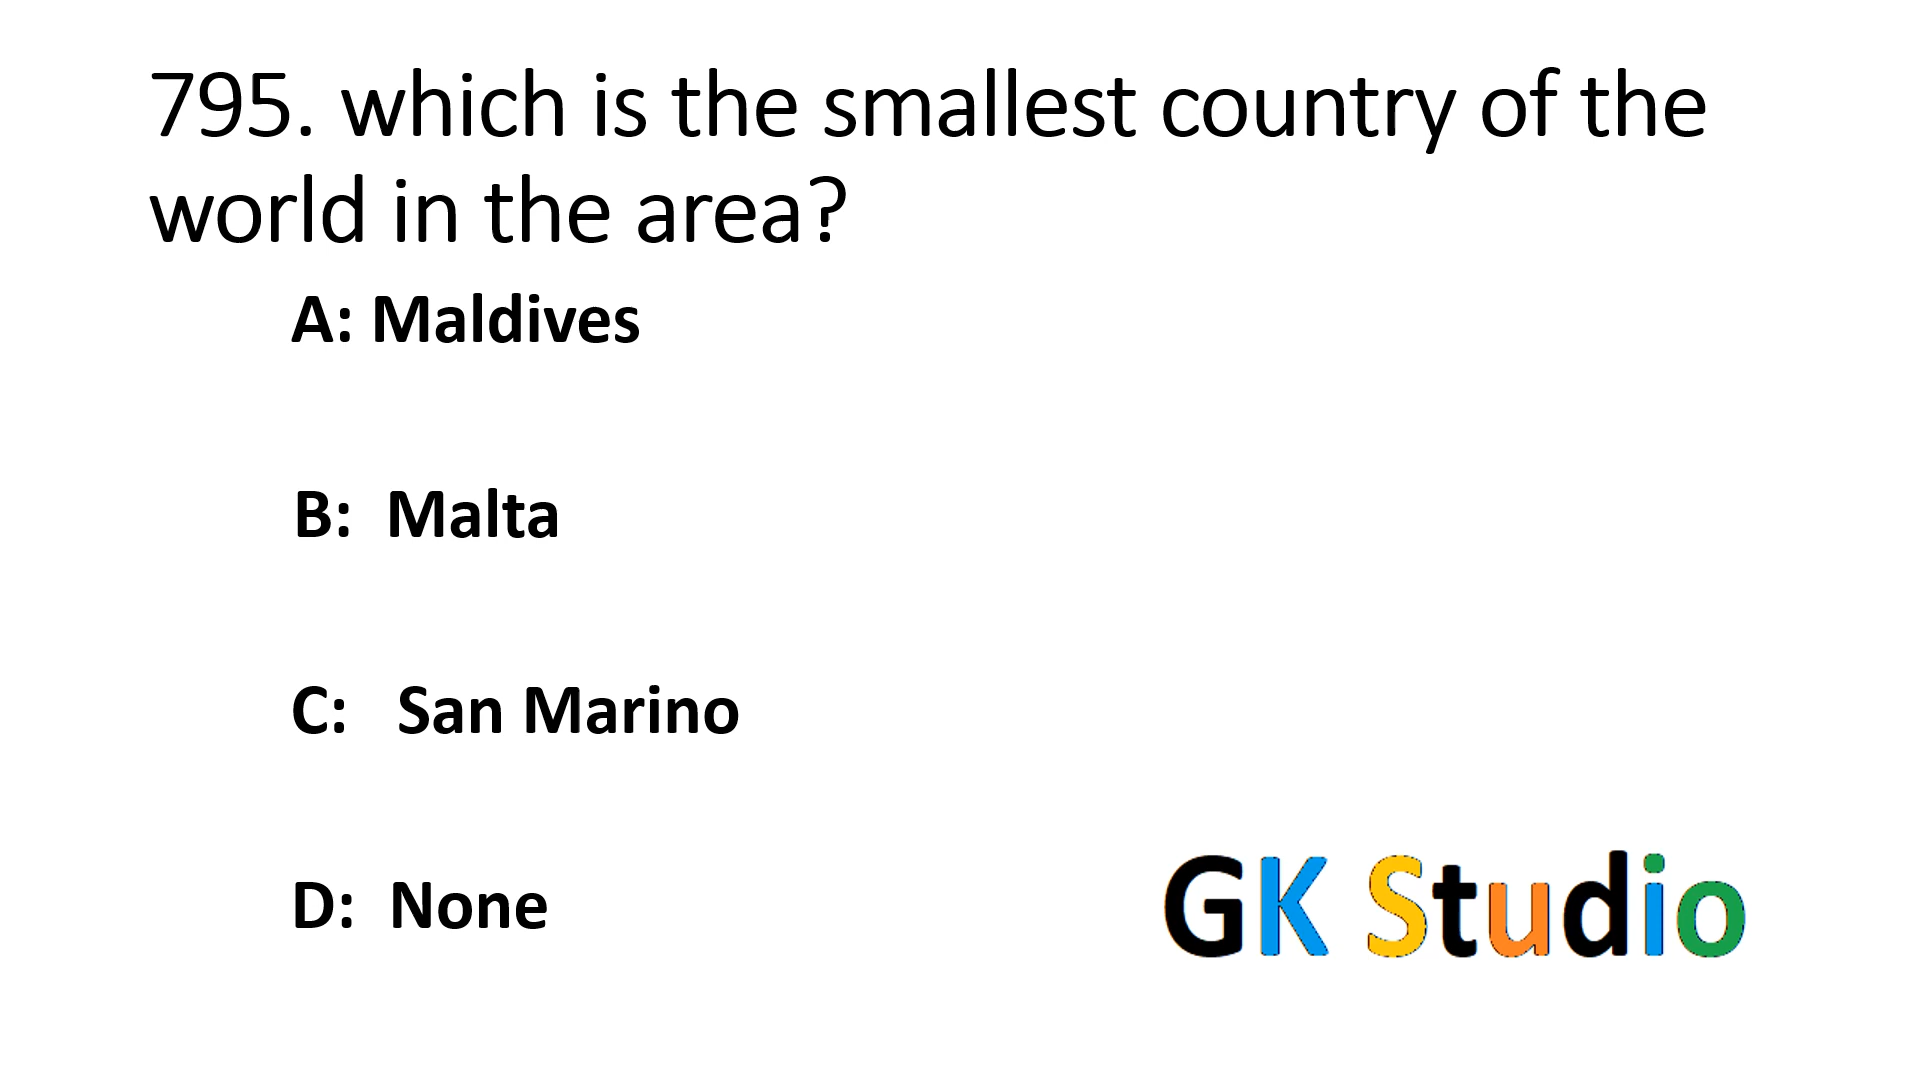 795. which is the smallest country of the
world in the area?
A: Maldives
B: Malta
C: San Marino
D: None
GK Studio